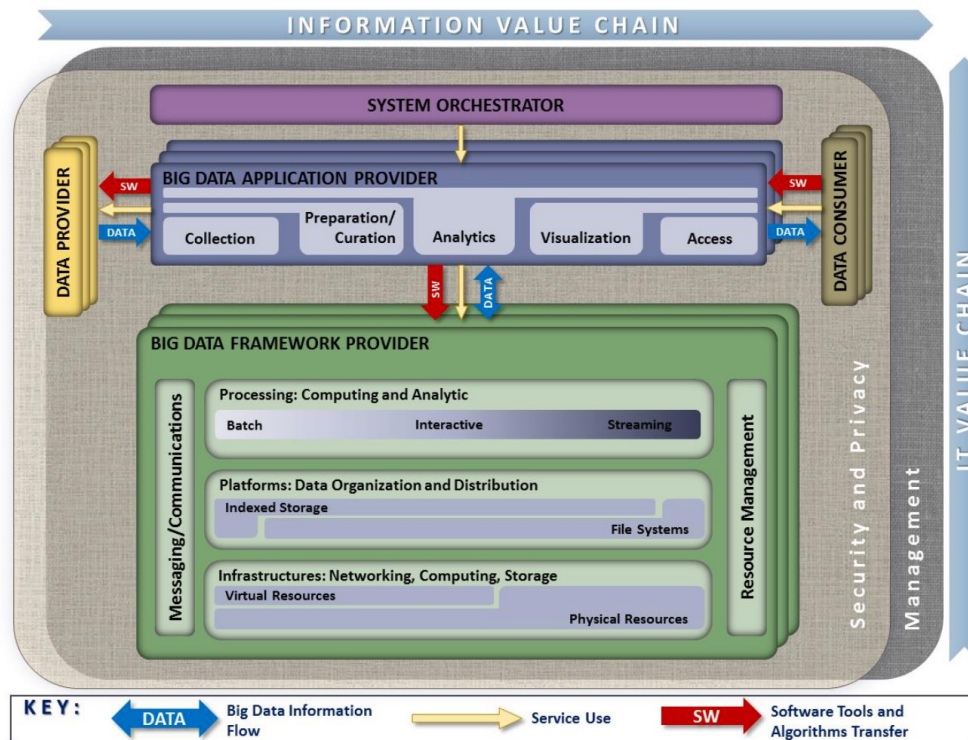 INFORMATION VALUE CHAIN
SYSTEM ORCHESTRATOR
DATA PROVIDER
SW
DATA
BIG DATA APPLICATION PROVIDER
Collection
Preparation/
Curation
Analytics
Visualization
Access
SW
DATA
DATA CONSUMER
SW
DATA
BIG DATA FRAMEWORK PROVIDER
Messaging/Communications
Processing: Computing and Analytic
Batch
Interactive
Streaming
Platforms: Data Organization and Distribution
Indexed Storage
File Systems
Infrastructures: Networking, Computing, Storage
Virtual Resources
Physical Resources
Resource Management
Security and Privacy
Management
IT VALUE CHAIN
KEY:
DATA
Big Data Information
Flow
Service Use
SW
Software Tools and
Algorithms Transfer